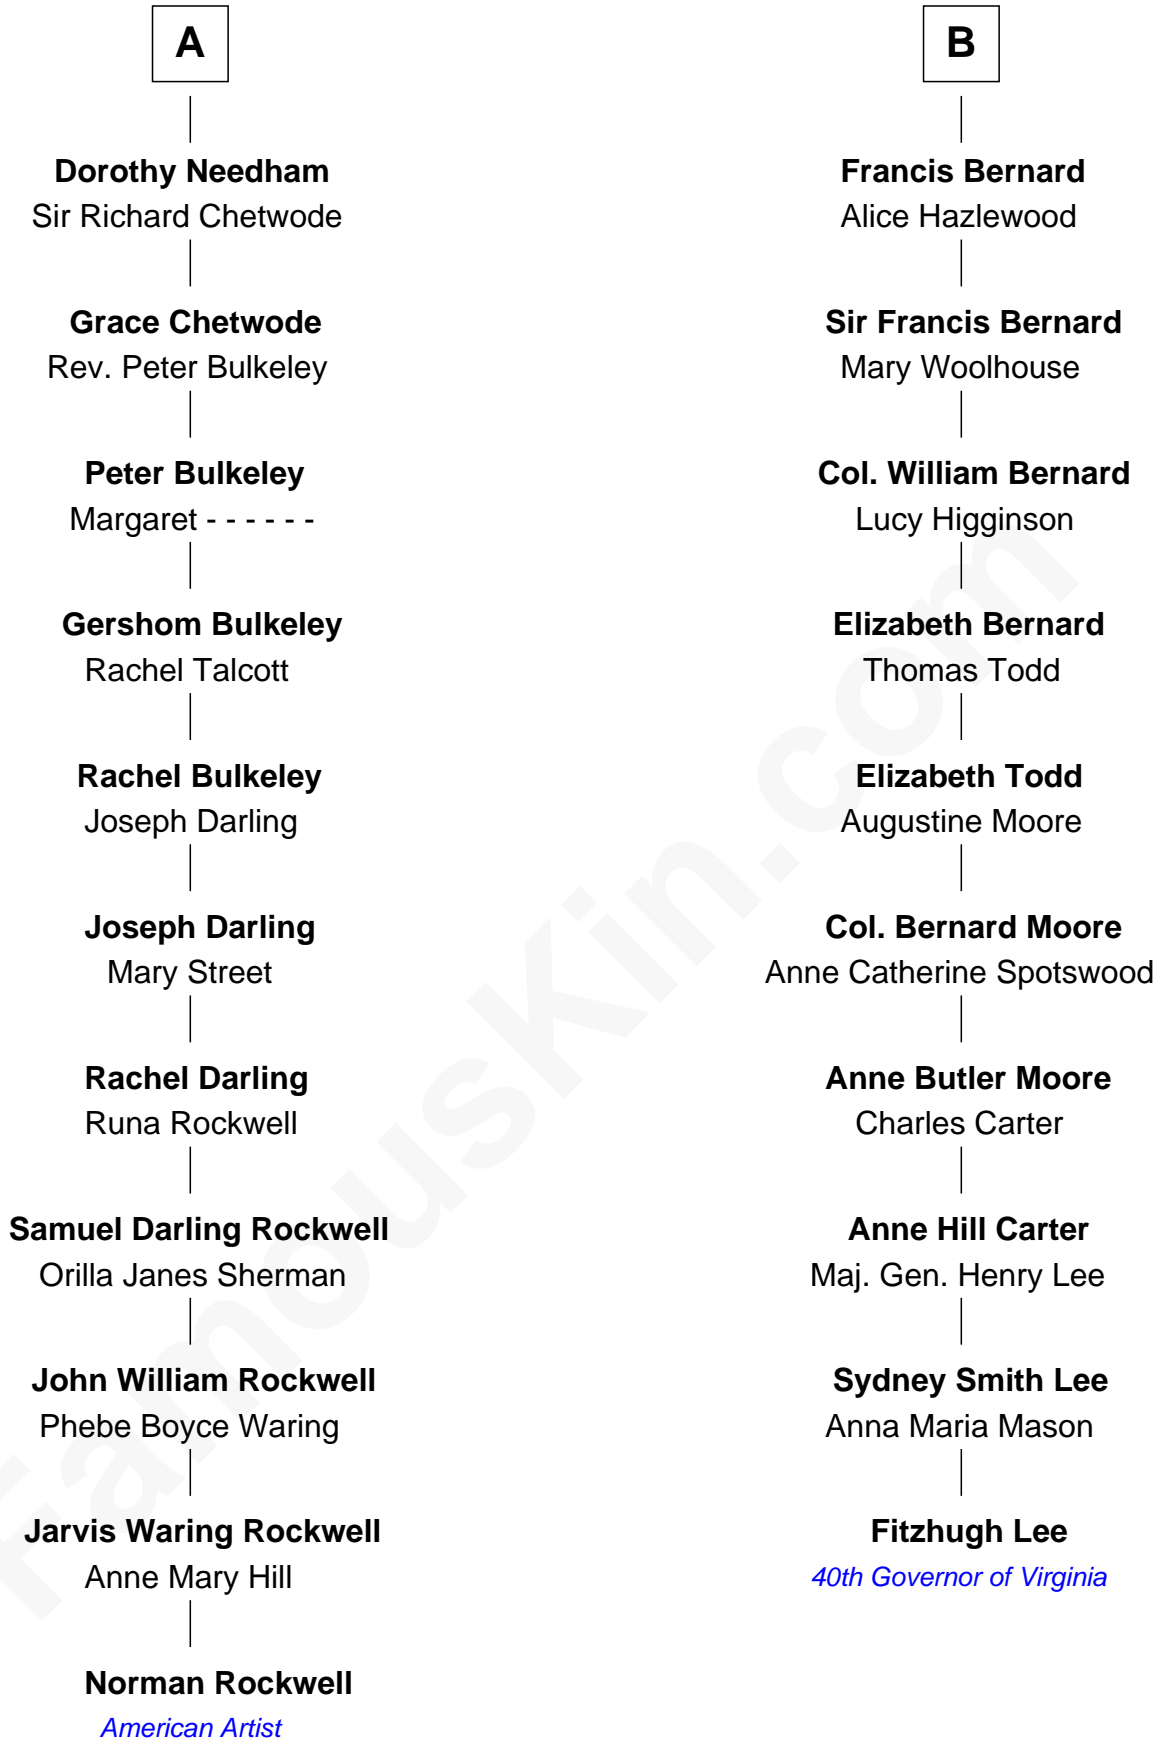 A
Dorothy Needham
Sir Richard Chetwode
Grace Chetwode
Rev. Peter Bulkeley
Peter Bulkeley
Margaret - - - - - -
Gershom Bulkeley
Rachel Talcott
Rachel Bulkeley
Joseph Darling
Joseph Darling
Mary Street
Rachel Darling
Runa Rockwell
Samuel Darling Rockwell
Orilla Janes Sherman
John William Rockwell
Phebe Boyce Waring
Jarvis Waring Rockwell
Anne Mary Hill
Norman Rockwell
American Artist
B
Francis Bernard
Alice Hazlewood
Sir Francis Bernard
Mary Woolhouse
Col. William Bernard
Lucy Higginson
Elizabeth Bernard
Thomas Todd
Elizabeth Todd
Augustine Moore
Col. Bernard Moore
Anne Catherine Spotswood
Anne Butler Moore
Charles Carter
Anne Hill Carter
Maj. Gen. Henry Lee
Sydney Smith Lee
Anna Maria Mason
Fitzhugh Lee
40th Governor of Virginia
FamousKin.com